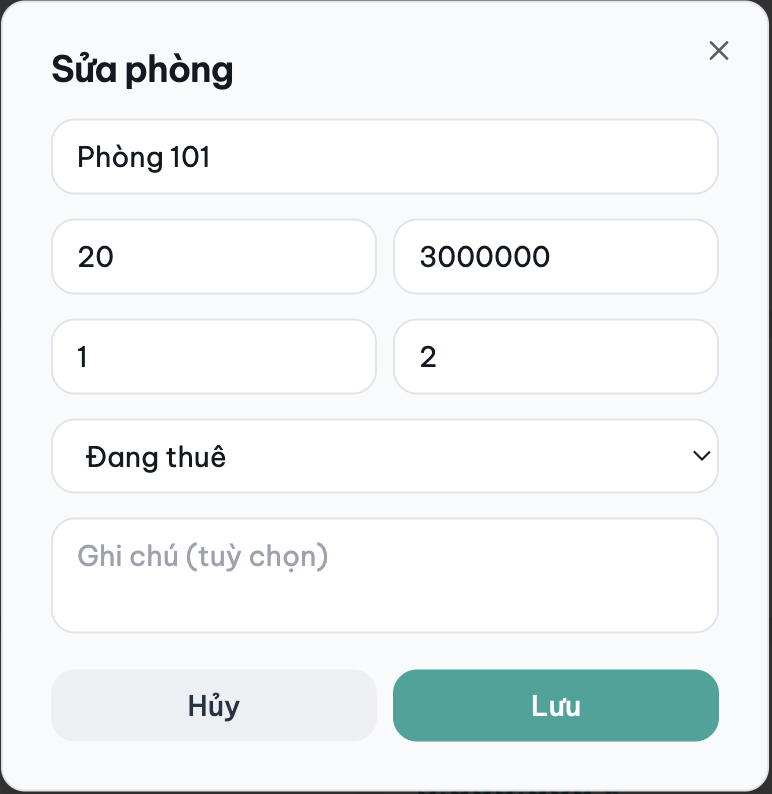 Sửa phòng
Phòng 101
20
3000000
1
2
Đang thuê
Ghi chú (tuỳ chọn)
Hủy
Lưu